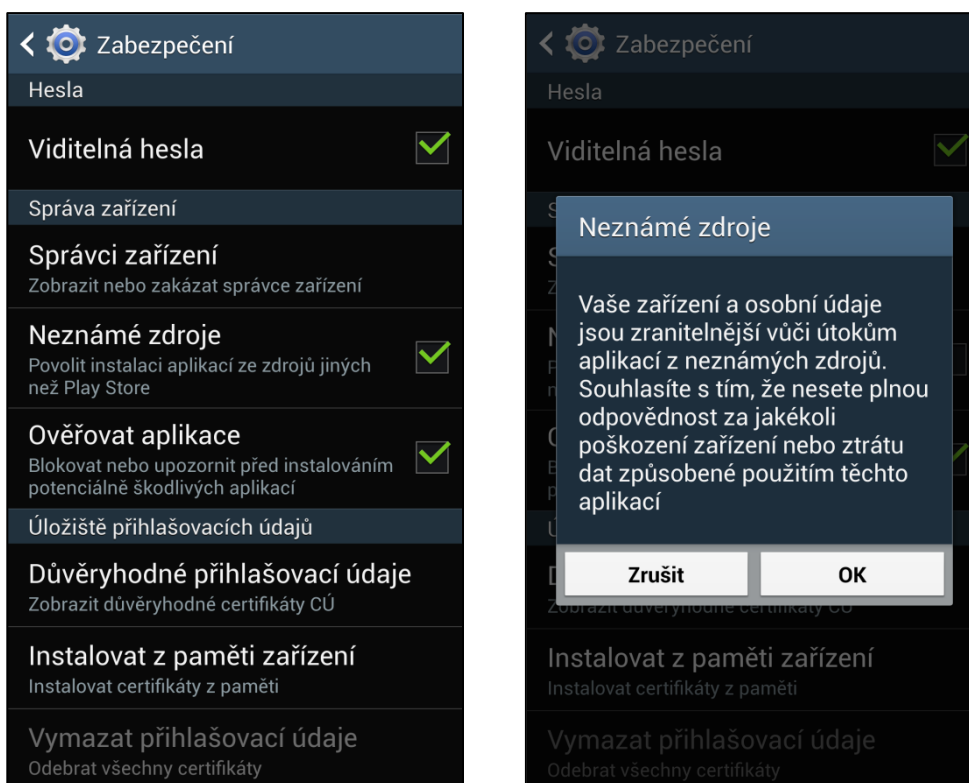 Zabezpečení
Hesla
Viditelná hesla
Správa zařízení
Správci zařízení
Zobrazit nebo zakázat správce zařízení
Neznámé zdroje
Povolit instalaci aplikací ze zdrojů jiných
než Play Store
Ověřovat aplikace
Blokovat nebo upozornit před instalováním
potenciálně škodlivých aplikací
Úložiště přihlašovacích údajů
Důvěryhodné přihlašovací údaje
Zobrazit důvěryhodné certifikáty CÚ
Instalovat z paměti zařízení
Instalovat certifikáty z paměti
Vymazat přihlašovací údaje
Odebrat všechny certifikáty
Zabezpečení
Hesla
Viditelná hesla
Neznámé zdroje
Vaše zařízení a osobní údaje
jsou zranitelnější vůči útokům
aplikací z neznámých zdrojů.
Souhlasíte s tím, že nesete plnou
odpovědnost za jakékoli
poškození zařízení nebo ztrátu
dat způsobené použitím těchto
aplikací
Zrušit
OK
Zobrazit důvěryhodné certifikáty CÚ
Instalovat z paměti zařízení
Instalovat certifikáty z paměti
Vymazat přihlašovací údaje
Odebrat všechny certifikáty